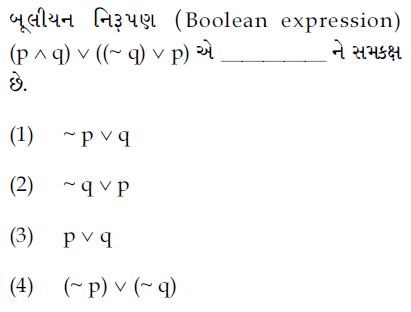 બૂલીયન નિરૂપણ (Boolean expression)
(p ∧ q) ∨ ((~ q) ∨ p) એ __________ ને સમકક્ષ
છે.
(1) ~ p ∨ q
(2) ~ q ∨ p
(3) p ∨ q
(4) (~ p) ∨ (~ q)